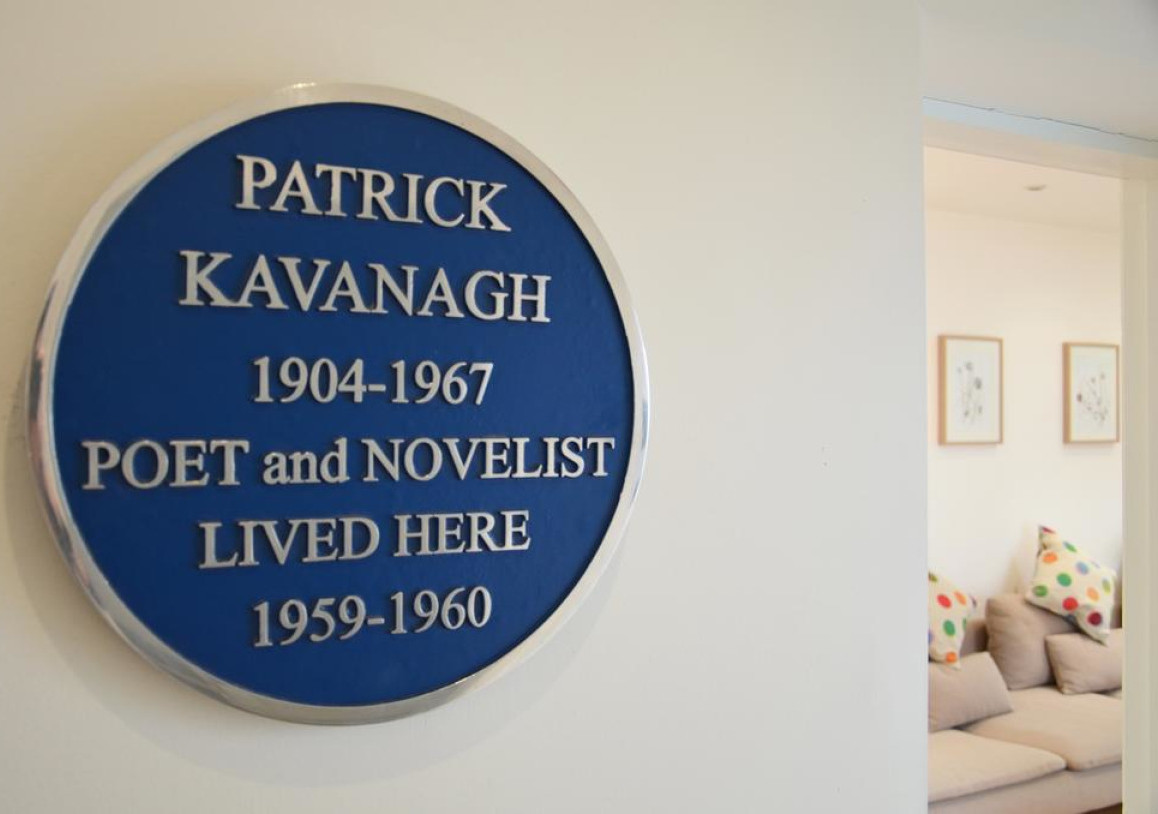 PATRICK
KAVANAGH
1904-1967
POET and NOVELIST
LIVED HERE
1959-1960